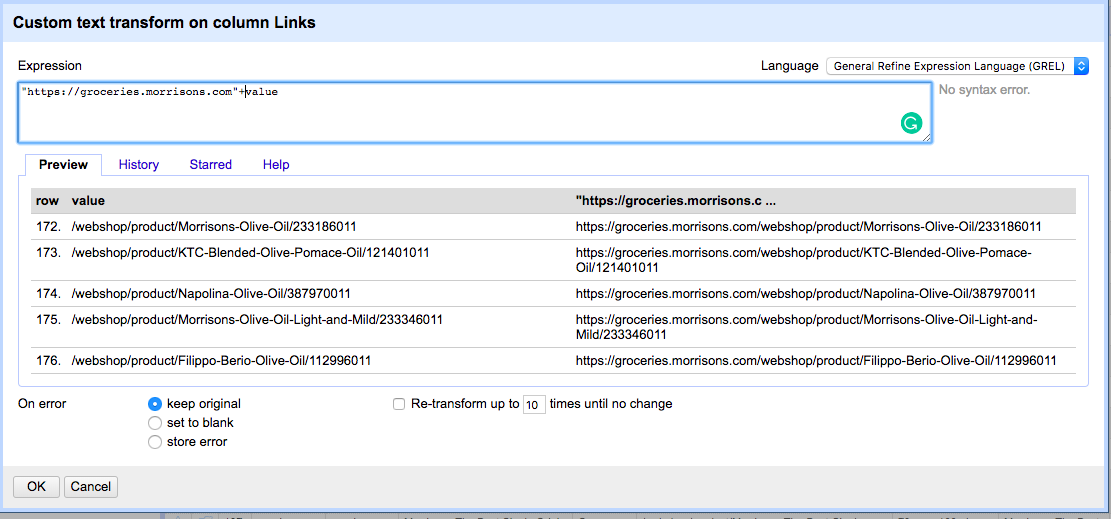 Custom text transform on column Links
Expression
Language General Refine Expression Language (GREL)
"https://groceries.morrisons.com"+value
No syntax error.
Preview History Starred Help
row value "https://groceries.morrisons.c ...
172. /webshop/product/Morrisons-Olive-Oil/233186011 https://groceries.morrisons.com/webshop/product/Morrisons-Olive-Oil/233186011
173. /webshop/product/KTC-Blended-Olive-Pomace-Oil/121401011 https://groceries.morrisons.com/webshop/product/KTC-Blended-Olive-Pomace-
Oil/121401011
174. /webshop/product/Napolina-Olive-Oil/387970011 https://groceries.morrisons.com/webshop/product/Napolina-Olive-Oil/387970011
175. /webshop/product/Morrisons-Olive-Oil-Light-and-Mild/233346011 https://groceries.morrisons.com/webshop/product/Morrisons-Olive-Oil-Light-and-
Mild/233346011
176. /webshop/product/Filippo-Berio-Olive-Oil/112996011 https://groceries.morrisons.com/webshop/product/Filippo-Berio-Olive-Oil/112996011
On error
keep original
set to blank
store error
Re-transform up to 10 times until no change
OK Cancel